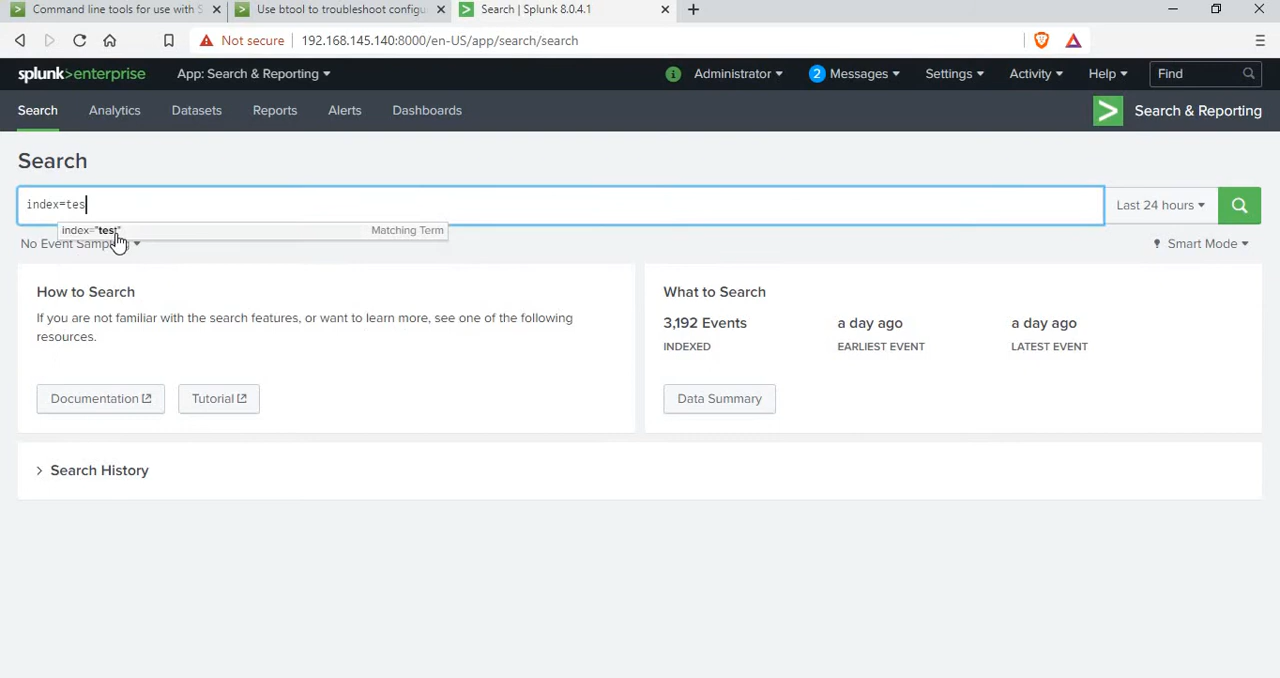 Command line tools for use with S
Use btool to troubleshoot configu
Search | Splunk 8.0.4.1
Not secure
192.168.145.140:8000/en-US/app/search/search
splunk>enterprise
App: Search & Reporting
i
Administrator
2 Messages
Settings
Activity
Help
Find
Search
Analytics
Datasets
Reports
Alerts
Dashboards
> Search & Reporting
Search
index=tes
Last 24 hours
index="test"
Matching Term
No Event Sampling
Smart Mode
How to Search
If you are not familiar with the search features, or want to learn more, see one of the following
resources.
Documentation
Tutorial
What to Search
3,192 Events
INDEXED
a day ago
EARLIEST EVENT
a day ago
LATEST EVENT
Data Summary
> Search History